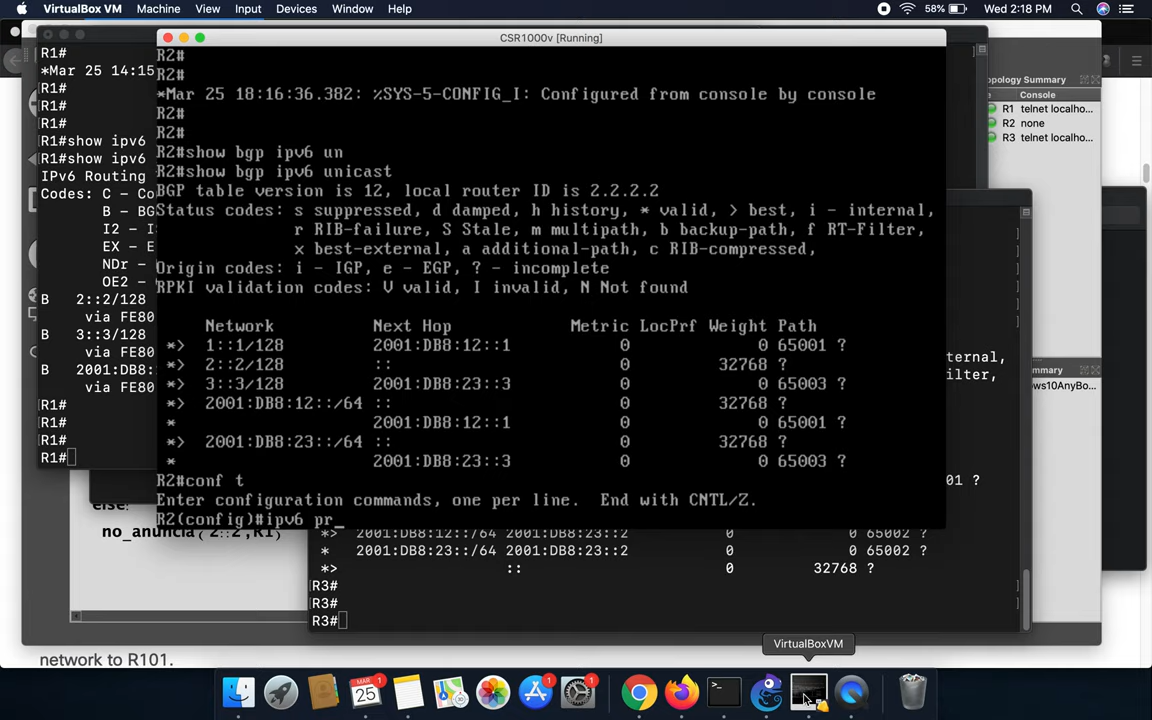 VirtualBox VM Machine View Input Devices Window Help 58% Wed 2:18 PM
CSR1000v [Running]
R1#
*Mar 25 14:15
R1#
R1#
R1#
R1#show ipv6
R1#show ipv6
IPv6 Routing
Codes: C - Co
B - BG
I2 - I
EX - E
NDr -
OE2 -
B 2::2/128
via FE80
B 3::3/128
via FE80
B 2001:DB8:
via FE80
R1#
R1#
R1#
R1#
R2#
R2#
*Mar 25 18:16:36.382: %SYS-5-CONFIG_I: Configured from console by console
R2#
R2#
R2#show bgp ipv6 un
R2#show bgp ipv6 unicast
BGP table version is 12, local router ID is 2.2.2.2
Status codes: s suppressed, d damped, h history, * valid, > best, i - internal,
r RIB-failure, S Stale, m multipath, b backup-path, f RT-Filter,
x best-external, a additional-path, c RIB-compressed,
Origin codes: i - IGP, e - EGP, ? - incomplete
RPKI validation codes: V valid, I invalid, N Not found
Network Next Hop Metric LocPrf Weight Path
*> 1::1/128 2001:DB8:12::1 0 0 65001 ?
*> 2::2/128 :: 0 32768 ?
*> 3::3/128 2001:DB8:23::3 0 0 65003 ?
*> 2001:DB8:12::/64 :: 0 32768 ?
* 2001:DB8:12::1 0 0 65001 ?
*> 2001:DB8:23::/64 :: 0 32768 ?
* 2001:DB8:23::3 0 0 65003 ?
R2#conf t
Enter configuration commands, one per line. End with CNTL/Z.
R2(config)#ipv6 pr_
opology Summary
Console
R1 telnet localho...
R2 none
R3 telnet localho...
ternal,
ilter,
mmary
ws10AnyBo...
01 ?
else:
no_anuncia(2::2,R1)
*> 2001:DB8:12::/64 2001:DB8:23::2 0 0 65002 ?
* 2001:DB8:23::/64 2001:DB8:23::2 0 0 65002 ?
*> :: 0 32768 ?
R3#
R3#
R3#
VirtualBoxVM
network to R101.
MAR
25
1
1
1